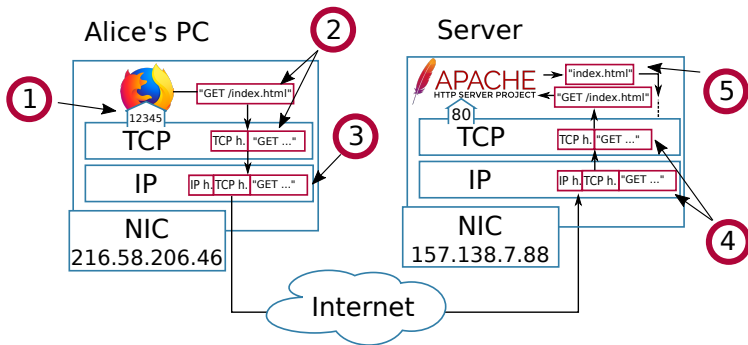 Alice's PC
Server
1
2
3
4
5
"GET /index.html"
12345
TCP
TCP h.
"GET ..."
IP
IP h.
TCP h.
"GET ..."
NIC
216.58.206.46
Internet
APACHE
HTTP SERVER PROJECT
"index.html"
"GET /index.html"
80
TCP
TCP h.
"GET ..."
IP
IP h.
TCP h.
"GET ..."
NIC
157.138.7.88